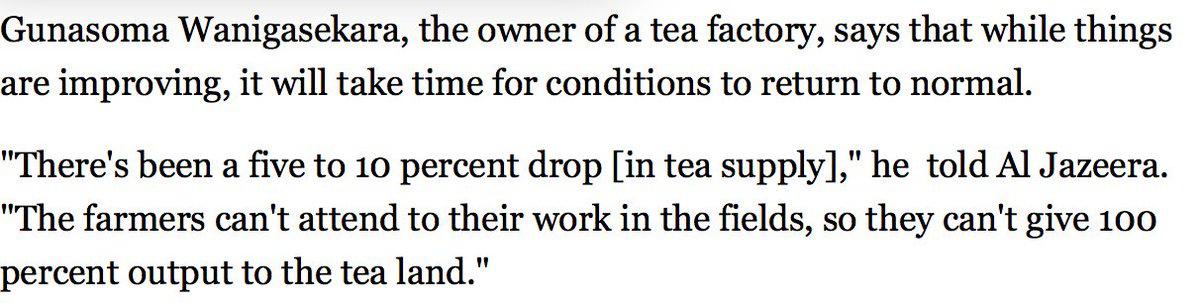 Gunasoma Wanigasekara, the owner of a tea factory, says that while things
are improving, it will take time for conditions to return to normal.
"There's been a five to 10 percent drop [in tea supply]," he  told Al Jazeera.
"The farmers can't attend to their work in the fields, so they can't give 100
percent output to the tea land."